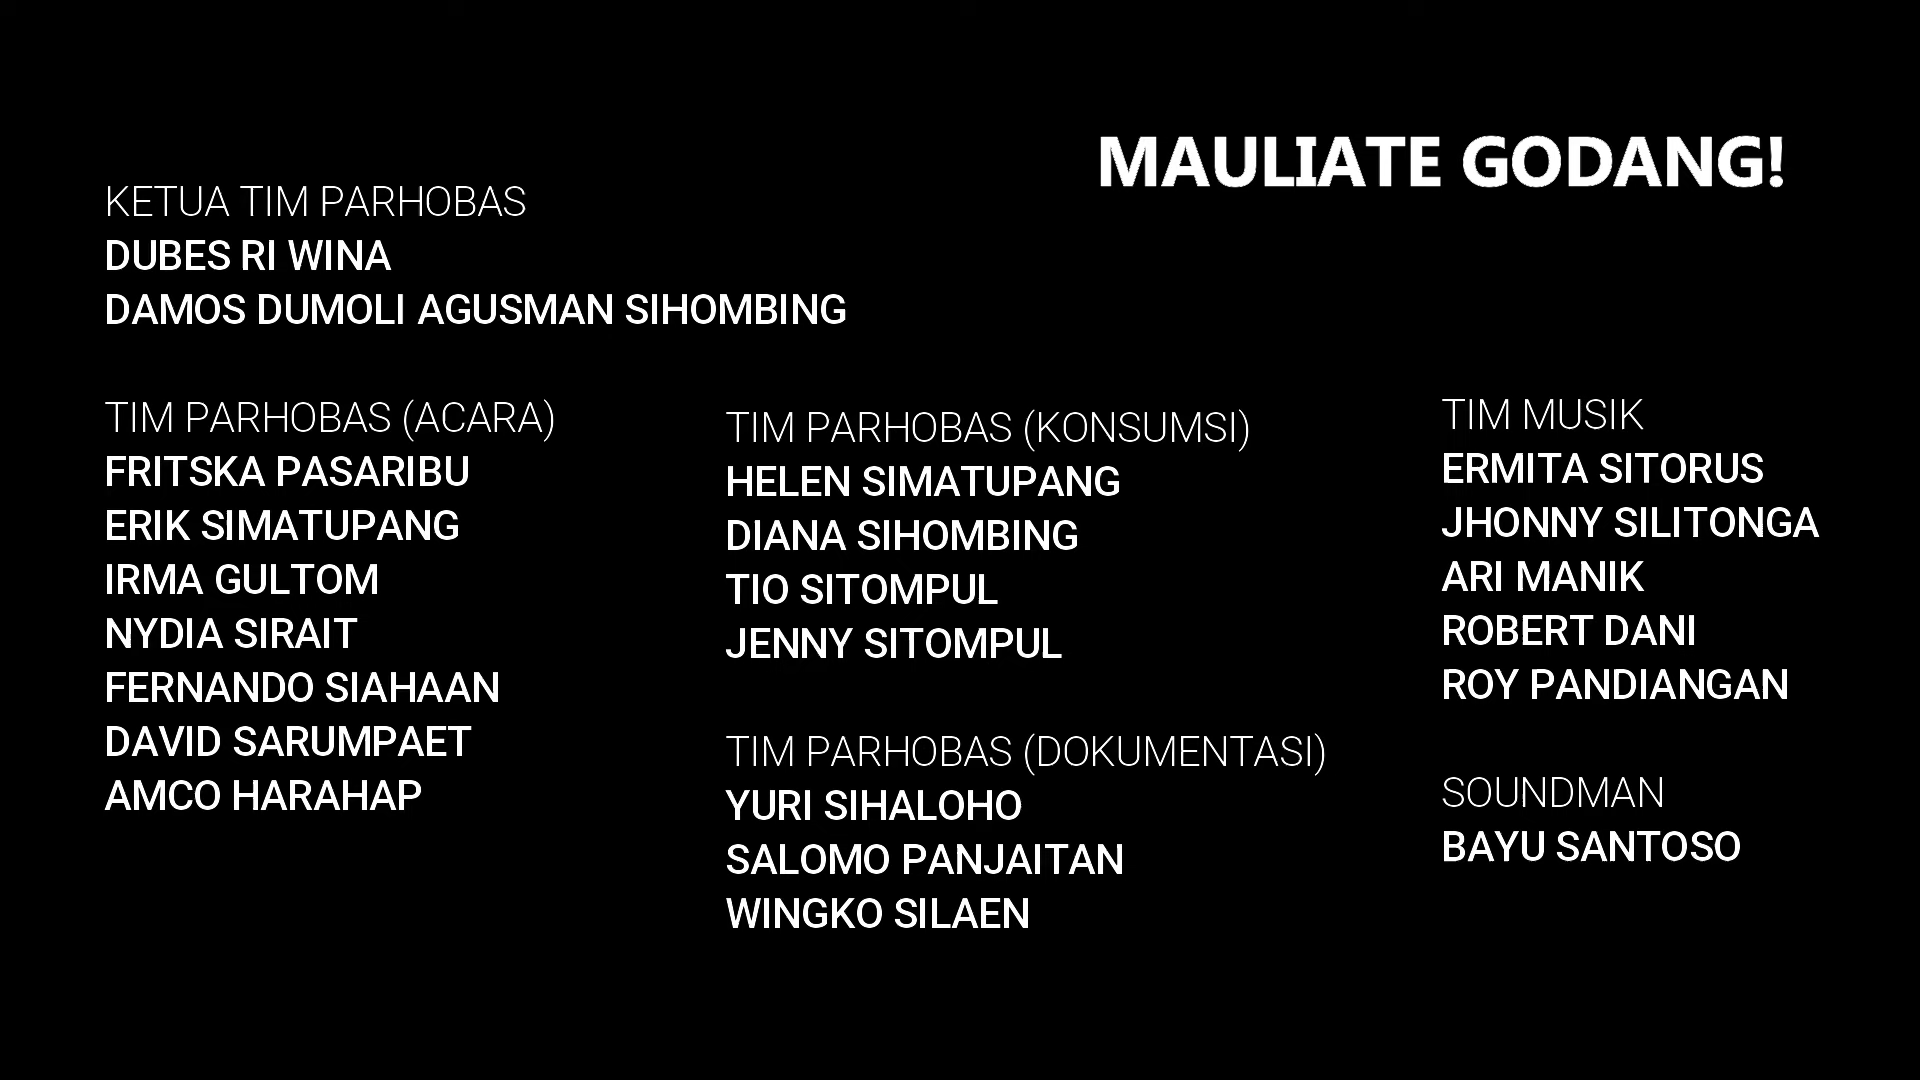 MAULIATE GODANG!
KETUA TIM PARHOBAS
DUBES RI WINA
DAMOS DUMOLI AGUSMAN SIHOMBING
TIM PARHOBAS (ACARA)
FRITSKA PASARIBU
ERIK SIMATUPANG
IRMA GULTOM
NYDIA SIRAIT
FERNANDO SIAHAAN
DAVID SARUMPAET
AMCO HARAHAP
TIM PARHOBAS (KONSUMSI)
HELEN SIMATUPANG
DIANA SIHOMBING
TIO SITOMPUL
JENNY SITOMPUL
TIM PARHOBAS (DOKUMENTASI)
YURI SIHALOHO
SALOMO PANJAITAN
WINGKO SILAEN
TIM MUSIK
ERMITA SITORUS
JHONNY SILITONGA
ARI MANIK
ROBERT DANI
ROY PANDIANGAN
SOUNDMAN
BAYU SANTOSO